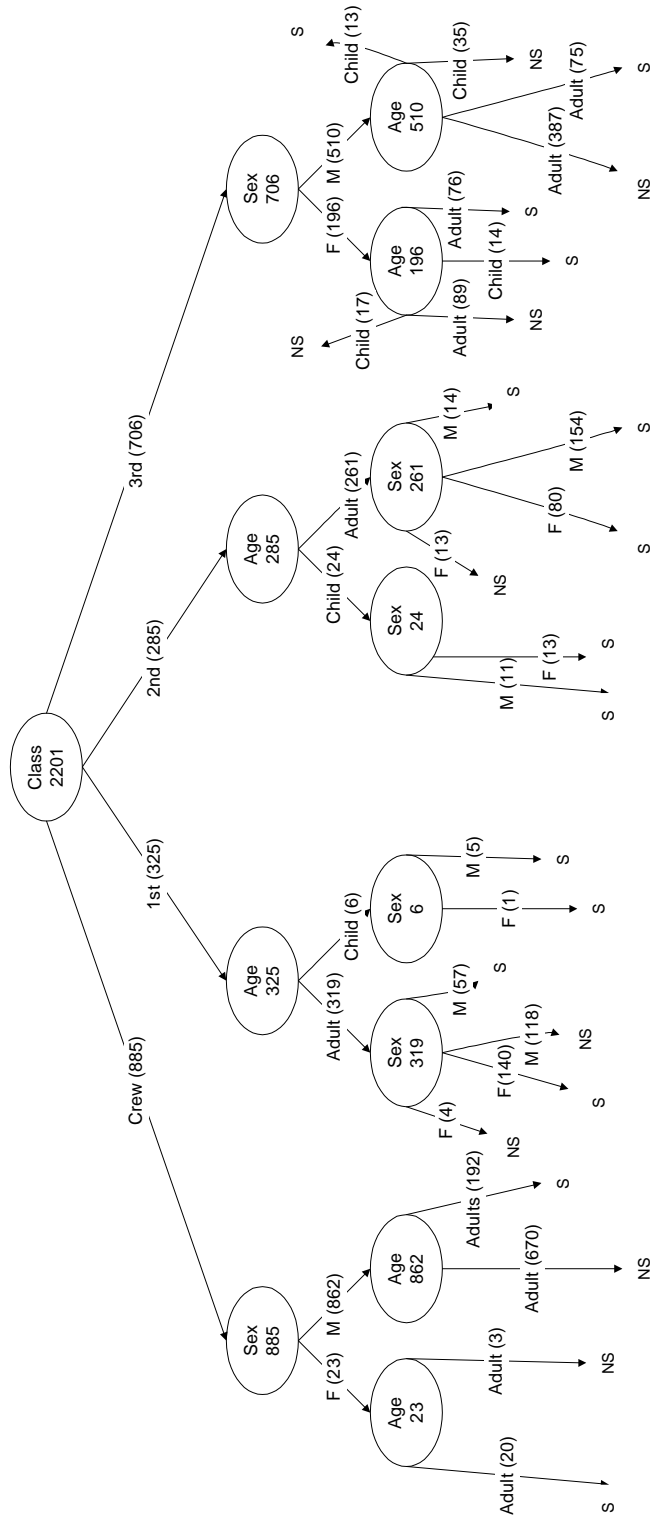 Class
2201
Crew (885)
1st (325)
2nd (285)
3rd (706)
Sex
885
Age
325
Age
285
Sex
706
F (23)
M (862)
Adult (319)
Child (6)
Child (24)
Adult (261)
F (196)
M (510)
Age
23
Age
862
Sex
319
Sex
6
Sex
24
Sex
261
Age
196
Age
510
Adult (20)
S
Adult (3)
NS
Adult (670)
NS
Adults (192)
S
F (4)
NS
F(140)
S
M (118)
NS
M (57)
S
F (1)
S
M (5)
S
M (11)
S
F (13)
S
F (13)
NS
F (80)
S
M (154)
S
M (14)
S
Child (17)
NS
Adult (89)
NS
Child (14)
S
Adult (76)
S
Adult (387)
NS
Adult (75)
S
Child (35)
NS
Child (13)
S